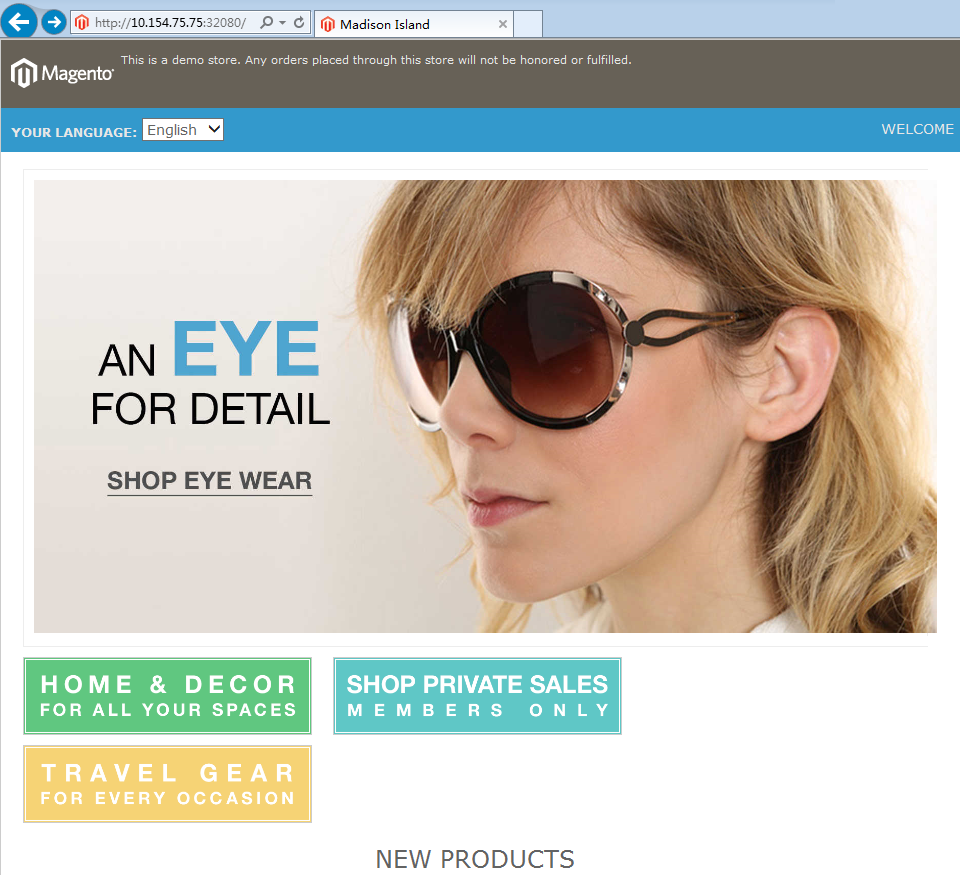 http://10.154.75.75:32080/
Madison Island
Magento
This is a demo store. Any orders placed through this store will not be honored or fulfilled.
YOUR LANGUAGE: English
WELCOME
AN EYE
FOR DETAIL
SHOP EYE WEAR
HOME & DECOR
FOR ALL YOUR SPACES
SHOP PRIVATE SALES
MEMBERS ONLY
TRAVEL GEAR
FOR EVERY OCCASION
NEW PRODUCTS